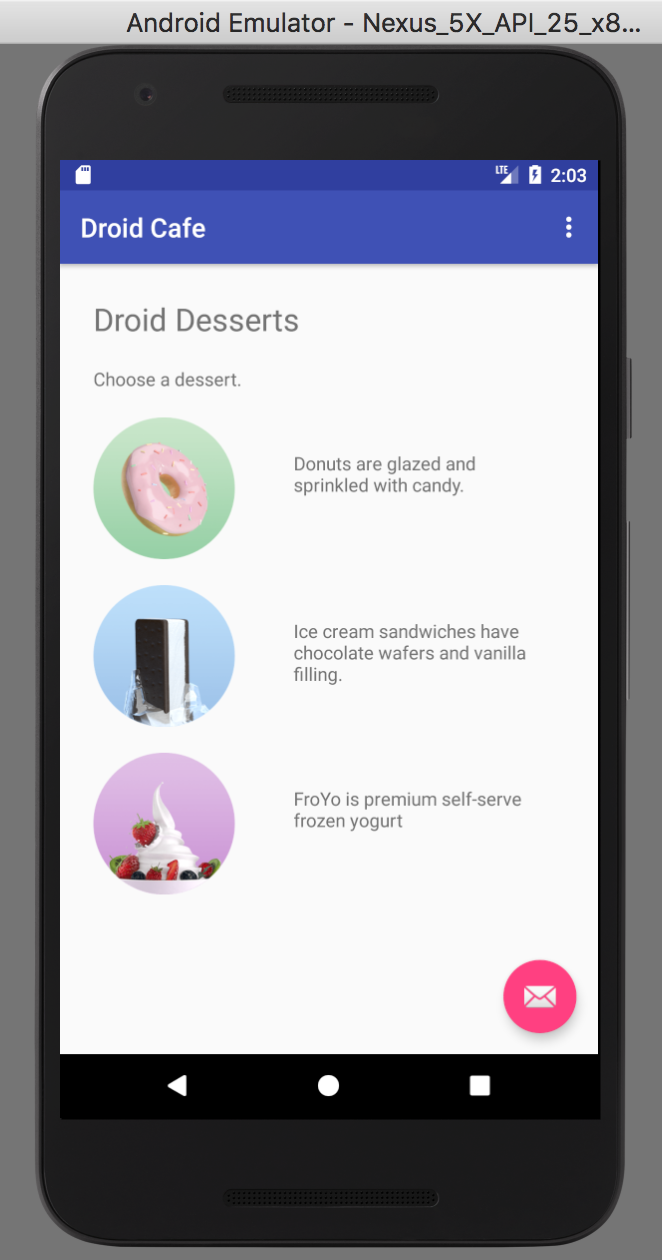 Android Emulator - Nexus_5X_API_25_x8...
LTE
2:03
Droid Cafe
Droid Desserts
Choose a dessert.
Donuts are glazed and
sprinkled with candy.
Ice cream sandwiches have
chocolate wafers and vanilla
filling.
FroYo is premium self-serve
frozen yogurt